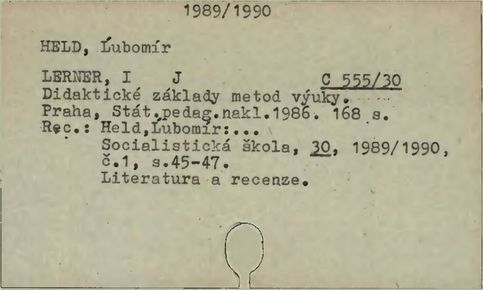 1989/1990
HELD, Ľubomír
LERNER, I J C 555/30
Didaktické základy metod výuky.
Praha, Stát.pedag.nakl.1986. 168 s.
Rec.: Held,Ľubomír:...
Socialistická škola, 30, 1989/1990,
č.1, s.45-47.
Literatura a recenze.